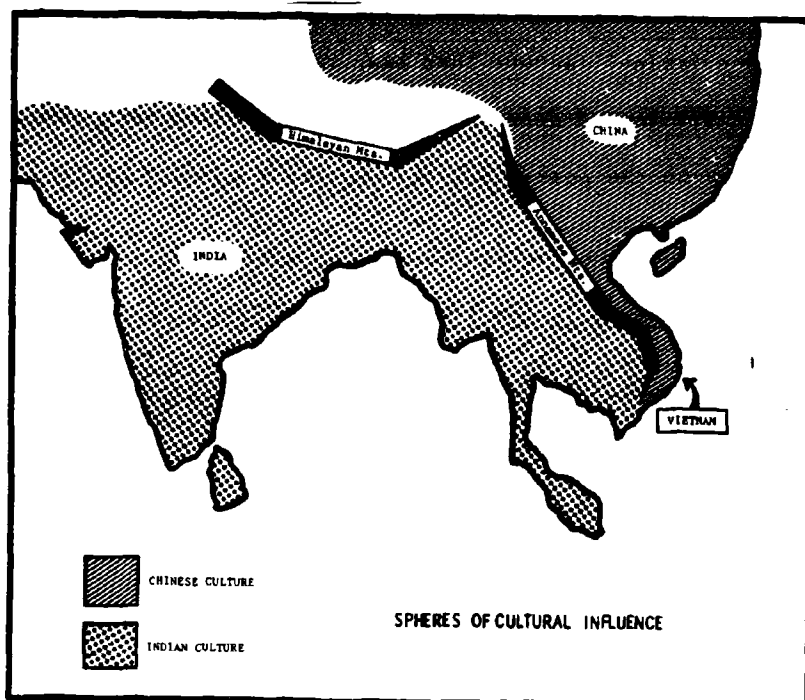 Himalayan Mts.
CHINA
INDIA
VIETNAM
CHINESE CULTURE
SPHERES OF CULTURAL INFLUENCE
INDIAN CULTURE